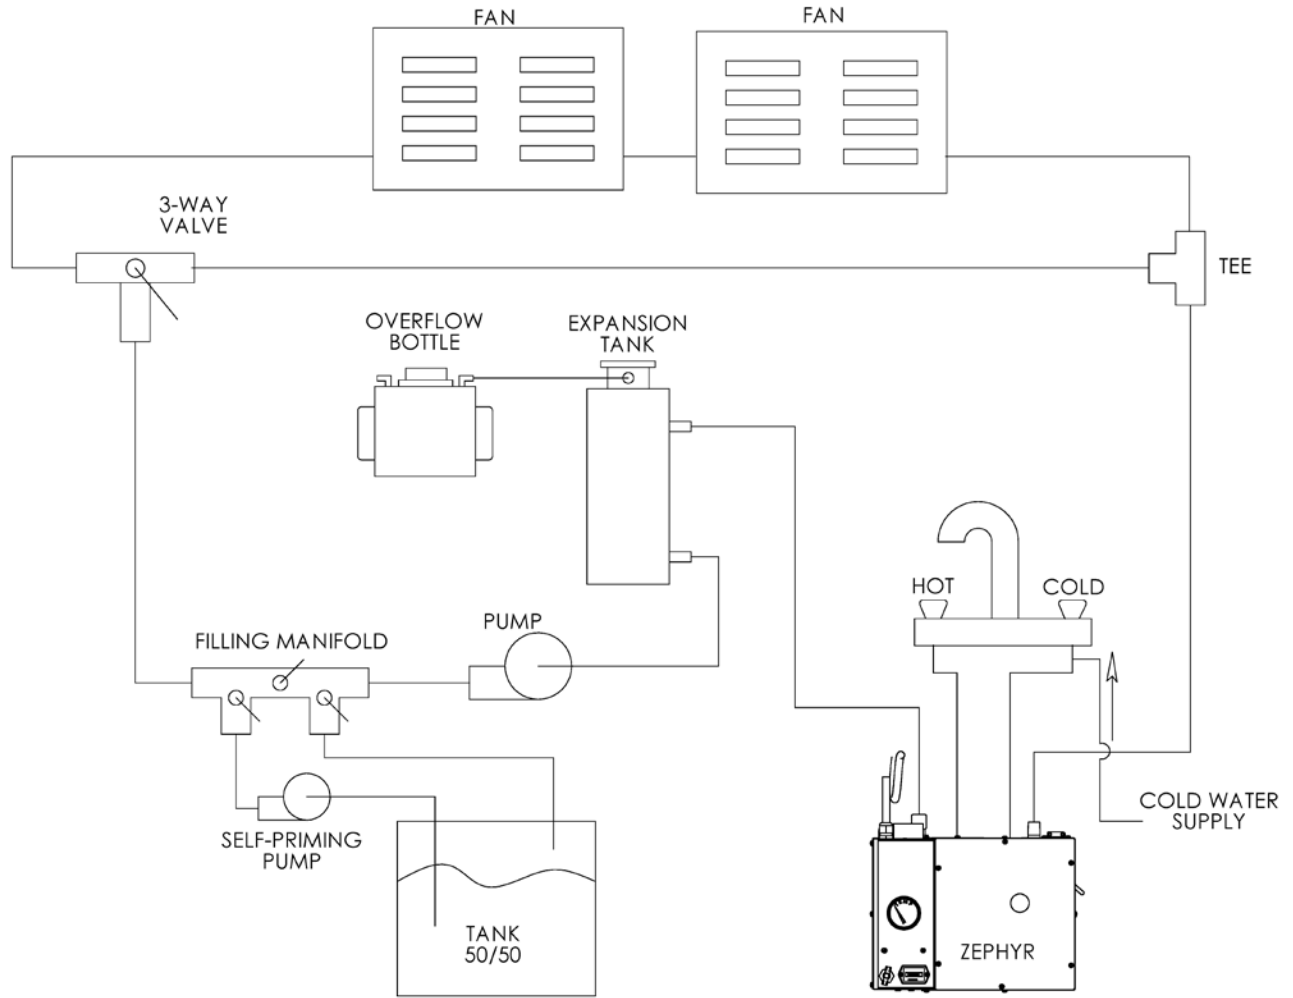 FAN
FAN
3-WAY
VALVE
TEE
OVERFLOW
BOTTLE
EXPANSION
TANK
HOT
COLD
PUMP
FILLING MANIFOLD
COLD WATER
SUPPLY
SELF-PRIMING
PUMP
TANK
50/50
ZEPHYR